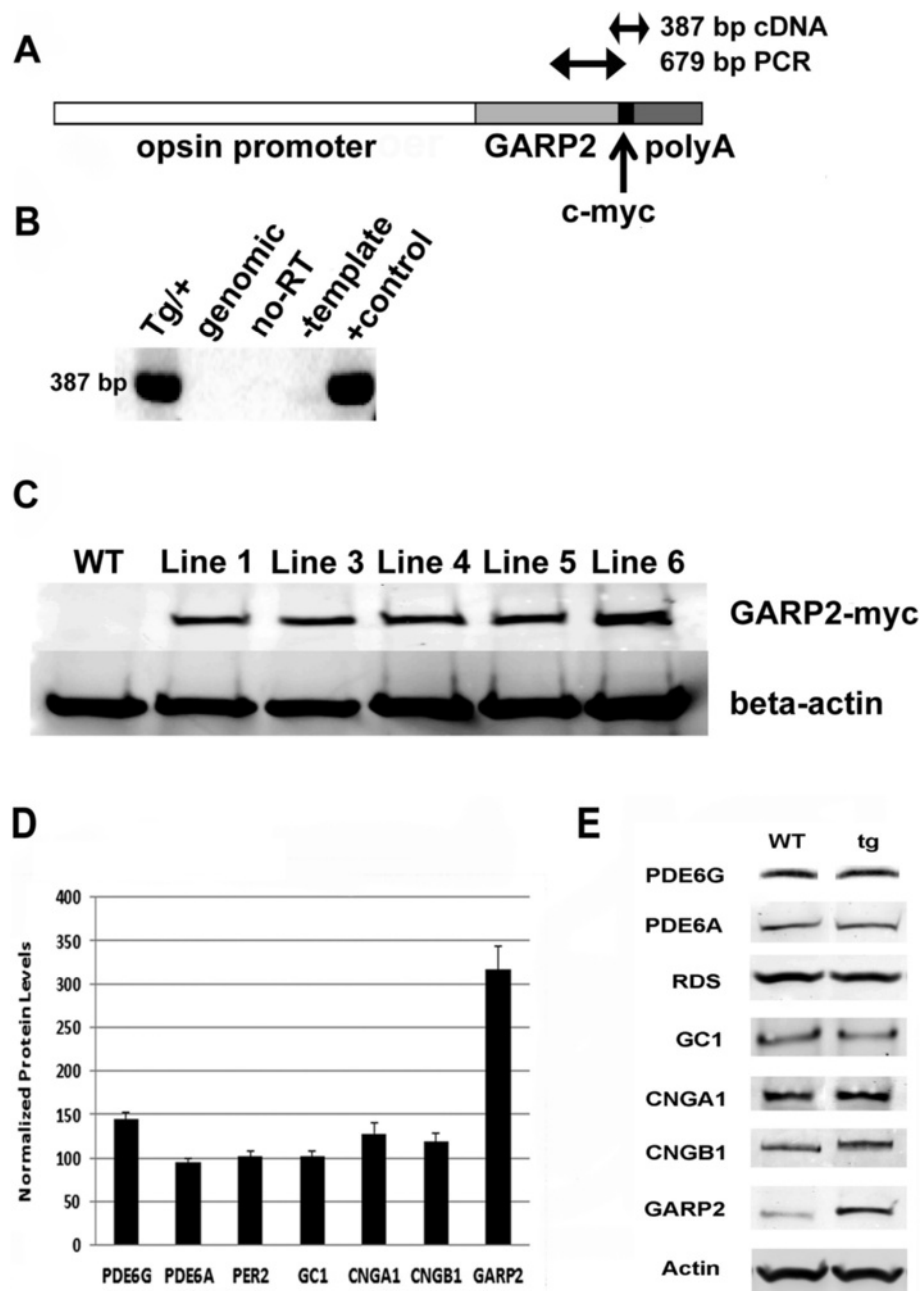 A
387 bp cDNA
679 bp PCR
opsin promoter GARP2 polyA
c-myc
B
Tg/+ genomic no-RT -template +control
387 bp
C
WT Line 1 Line 3 Line 4 Line 5 Line 6
GARP2-myc
beta-actin
D
Normalized Protein Levels
400
350
300
250
200
150
100
50
0
PDE6G PDE6A PER2 GC1 CNGA1 CNGB1 GARP2
E
WT tg
PDE6G
PDE6A
RDS
GC1
CNGA1
CNGB1
GARP2
Actin